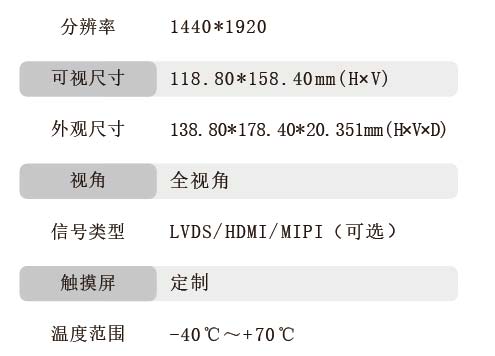 分辨率 1440*1920
可视尺寸 118.80*158.40mm(H×V)
外观尺寸 138.80*178.40*20.351mm(H×V×D)
视角 全视角
信号类型 LVDS/HDMI/MIPI（可选）
触摸屏 定制
温度范围 -40℃～+70℃